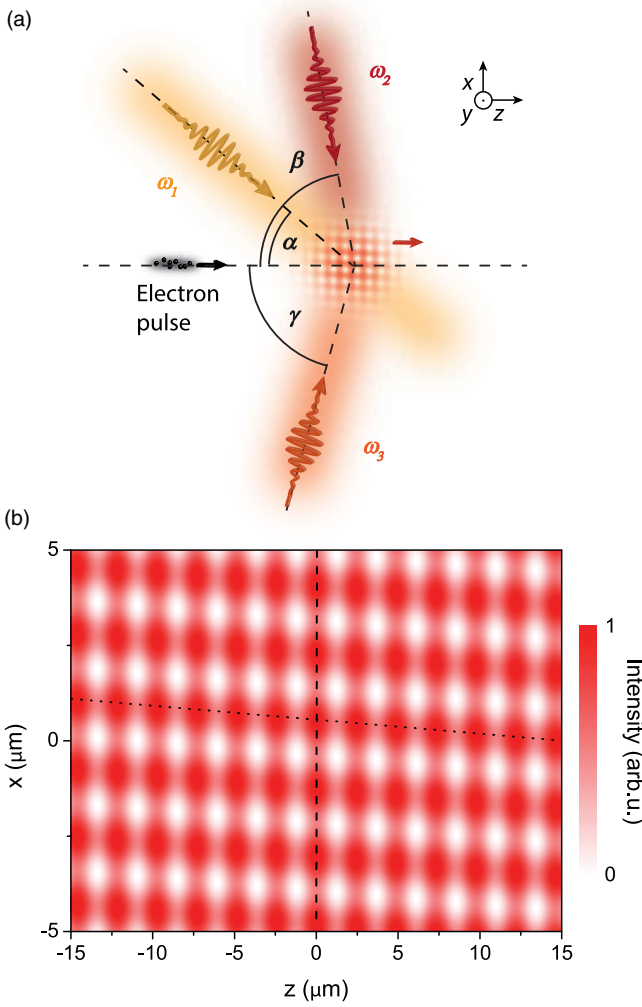 (a)
ω2
x
y z
β
ω1
α
Electron
pulse
γ
ω3
(b)
5
0
-5
x (μm)
-15 -10 -5 0 5 10 15
z (μm)
1
0
Intensity (arb.u.)